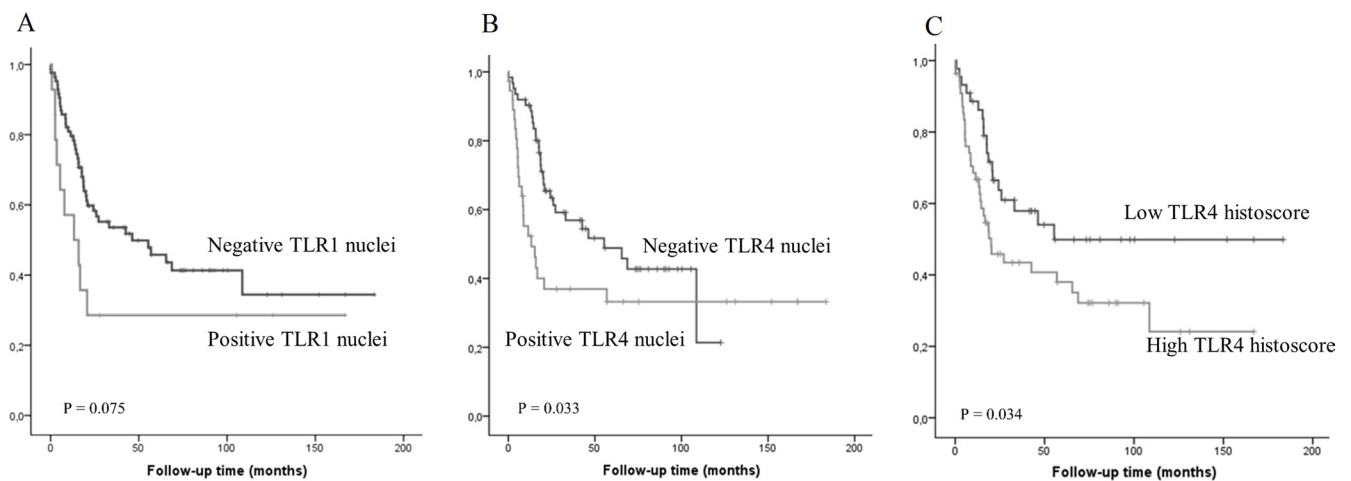 A
1,0
0,8
0,6
0,4
0,2
0,0
Negative TLR1 nuclei
Positive TLR1 nuclei
P = 0.075
0 50 100 150 200
Follow-up time (months)
B
1,0
0,8
0,6
0,4
0,2
0,0
Negative TLR4 nuclei
Positive TLR4 nuclei
P = 0.033
0 50 100 150 200
Follow-up time (months)
C
1,0
0,8
0,6
0,4
0,2
0,0
Low TLR4 histoscore
High TLR4 histoscore
P = 0.034
0 50 100 150 200
Follow-up time (months)